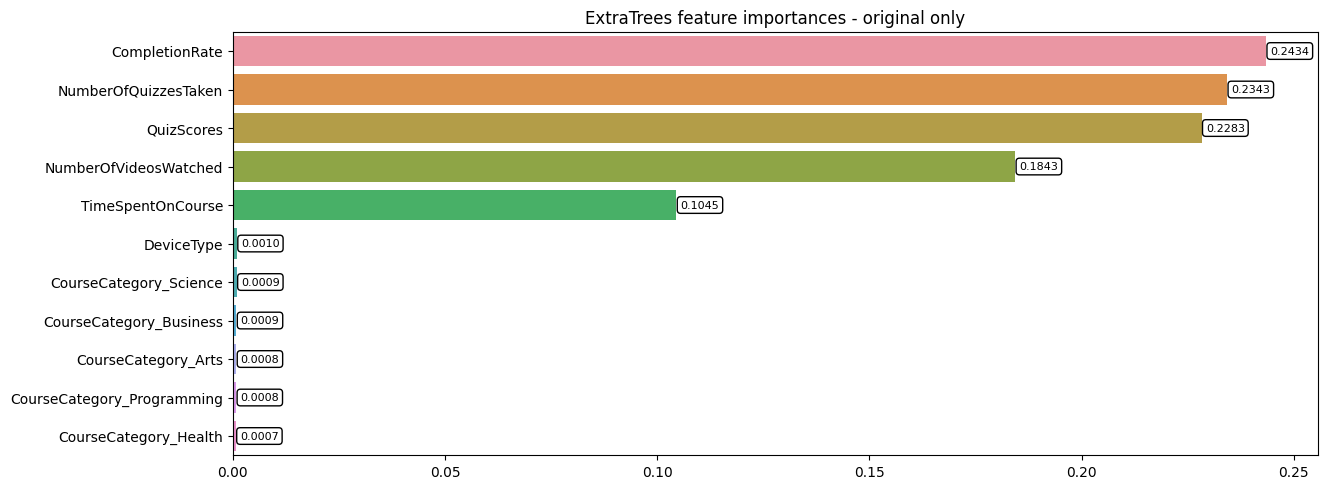 ExtraTrees feature importances - original only
CompletionRate 0.2434
NumberOfQuizzesTaken 0.2343
QuizScores 0.2283
NumberOfVideosWatched 0.1843
TimeSpentOnCourse 0.1045
DeviceType 0.0010
CourseCategory_Science 0.0009
CourseCategory_Business 0.0009
CourseCategory_Arts 0.0008
CourseCategory_Programming 0.0008
CourseCategory_Health 0.0007
0.00 0.05 0.10 0.15 0.20 0.25